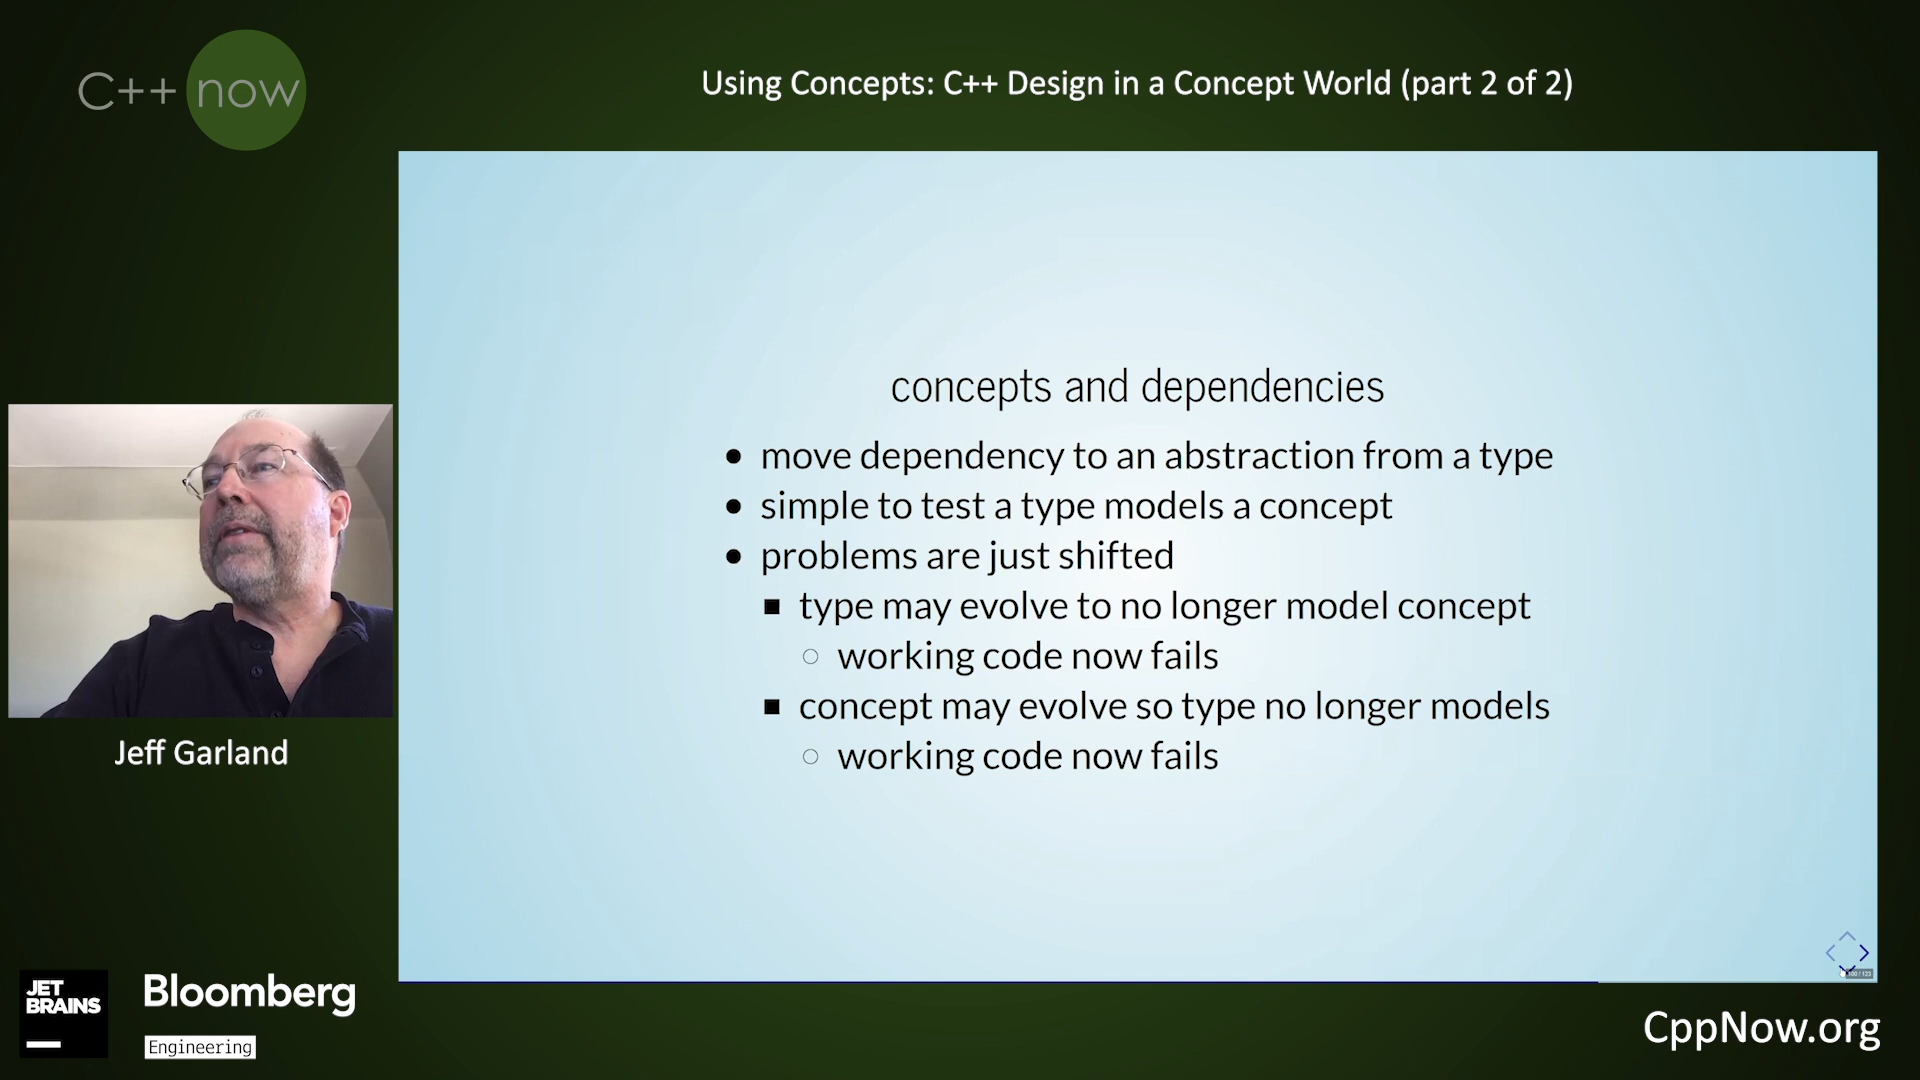 C++ now
Using Concepts: C++ Design in a Concept World (part 2 of 2)
concepts and dependencies
• move dependency to an abstraction from a type
• simple to test a type models a concept
• problems are just shifted
■ type may evolve to no longer model concept
○ working code now fails
■ concept may evolve so type no longer models
○ working code now fails
Jeff Garland
JET
BRAINS
Bloomberg
Engineering
CppNow.org